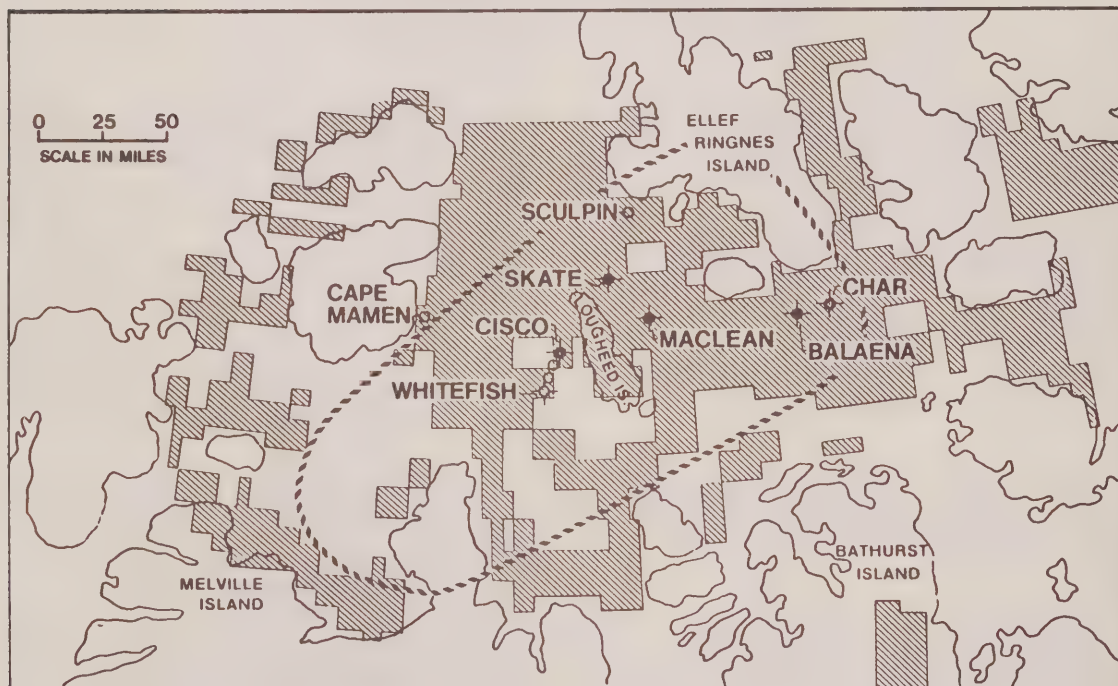 0 25 50
SCALE IN MILES
ELLEF
RINGNES
ISLAND
SCULPIN
SKATE
CHAR
CAPE
MAMEN
CISCO
LOUGHEED IS.
MACLEAN
BALAENA
WHITEFISH
MELVILLE
ISLAND
BATHURST
ISLAND